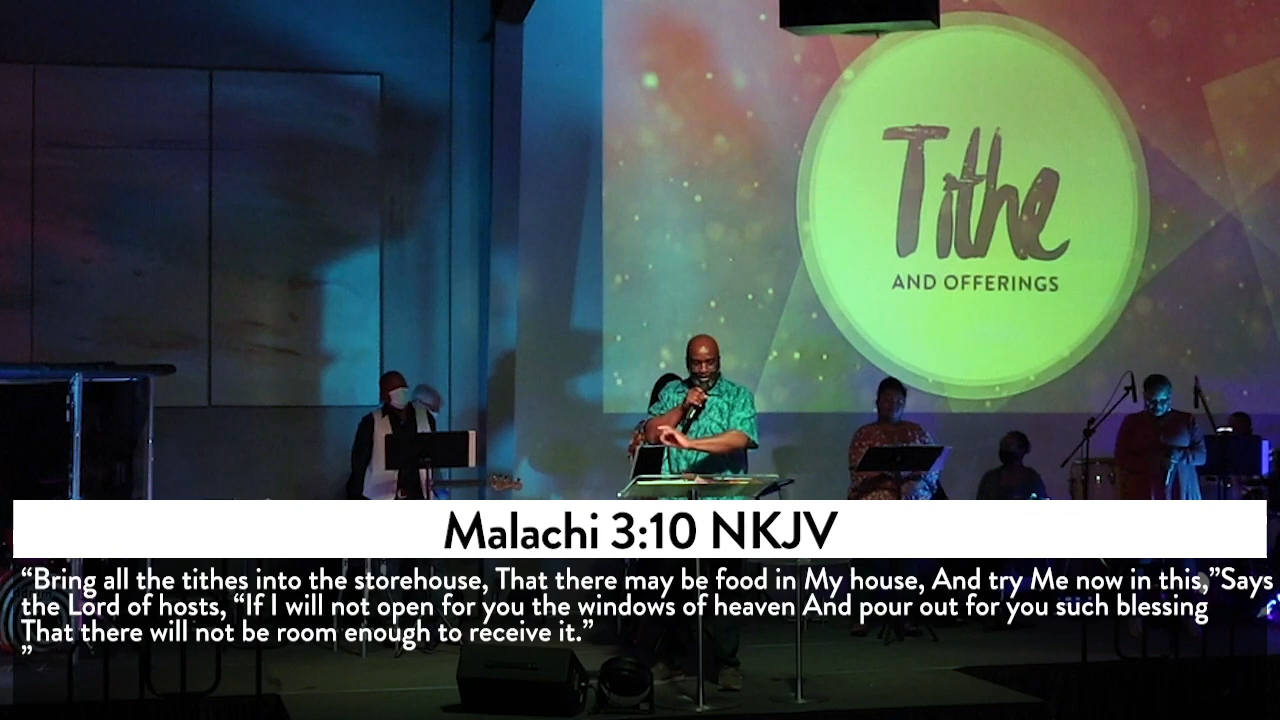 Tithe
AND OFFERINGS
Malachi 3:10 NKJV
“Bring all the tithes into the storehouse, That there may be food in My house, And try Me now in this,”Says
the Lord of hosts, “If I will not open for you the windows of heaven And pour out for you such blessing
That there will not be room enough to receive it.”
”